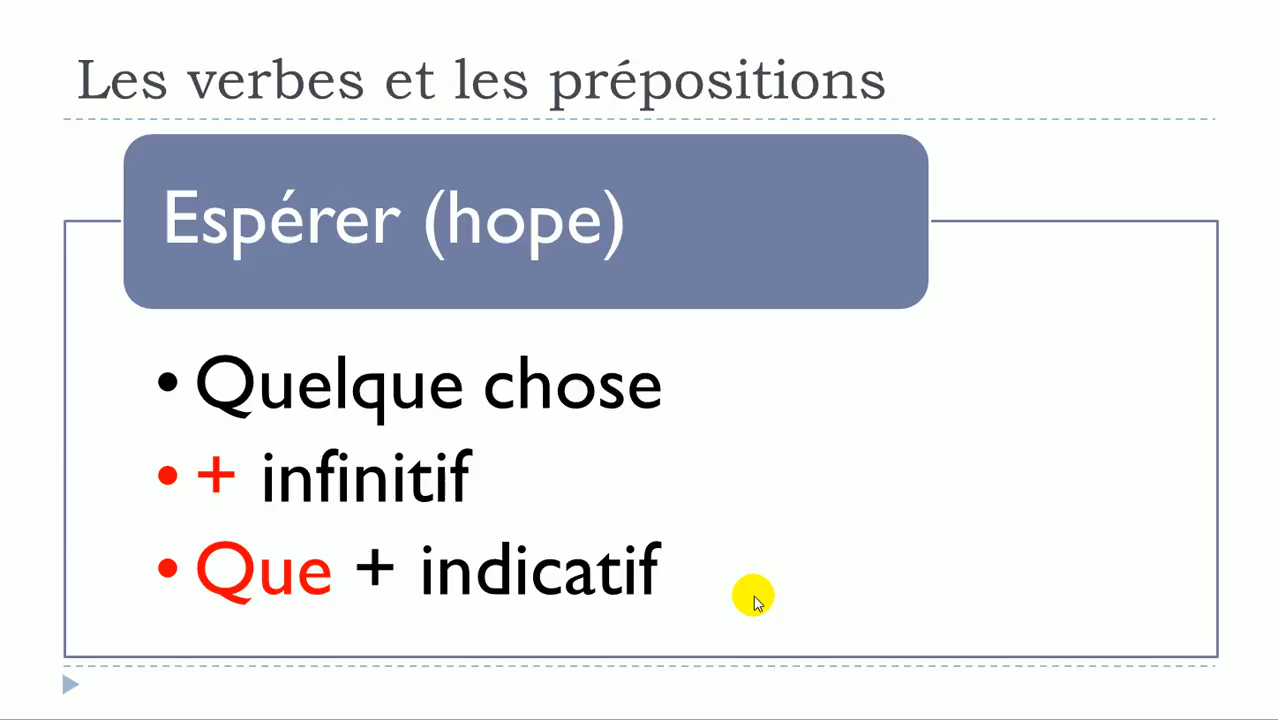 Les verbes et les prépositions
Espérer (hope)
• Quelque chose
• + infinitif
• Que + indicatif